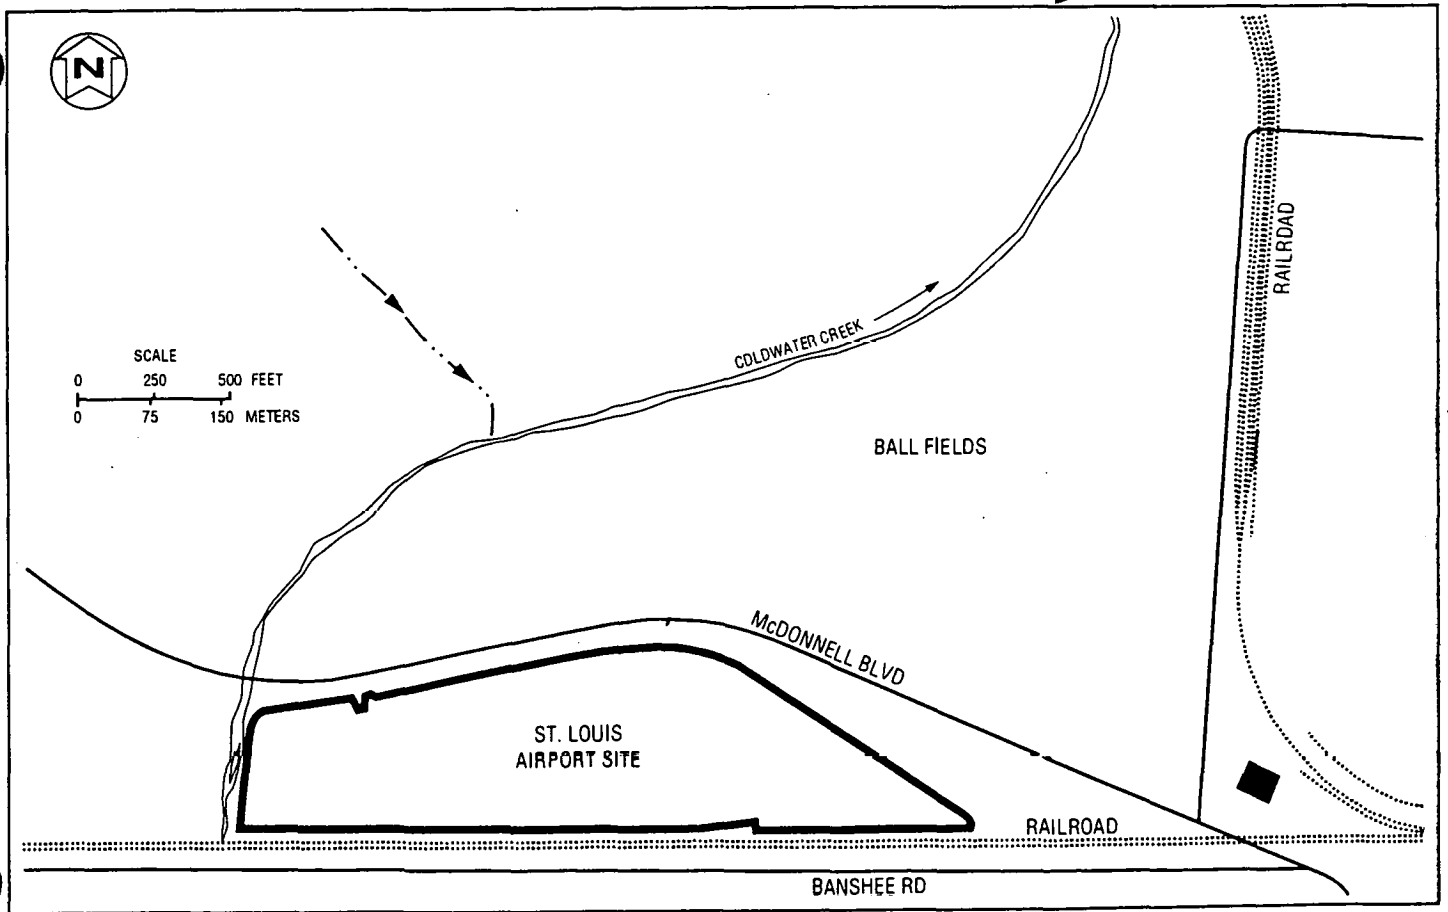 N
SCALE
0 250 500 FEET
0 75 150 METERS
COLDWATER CREEK
RAILROAD
BALL FIELDS
McDONNELL BLVD
ST. LOUIS
AIRPORT SITE
RAILROAD
BANSHEE RD